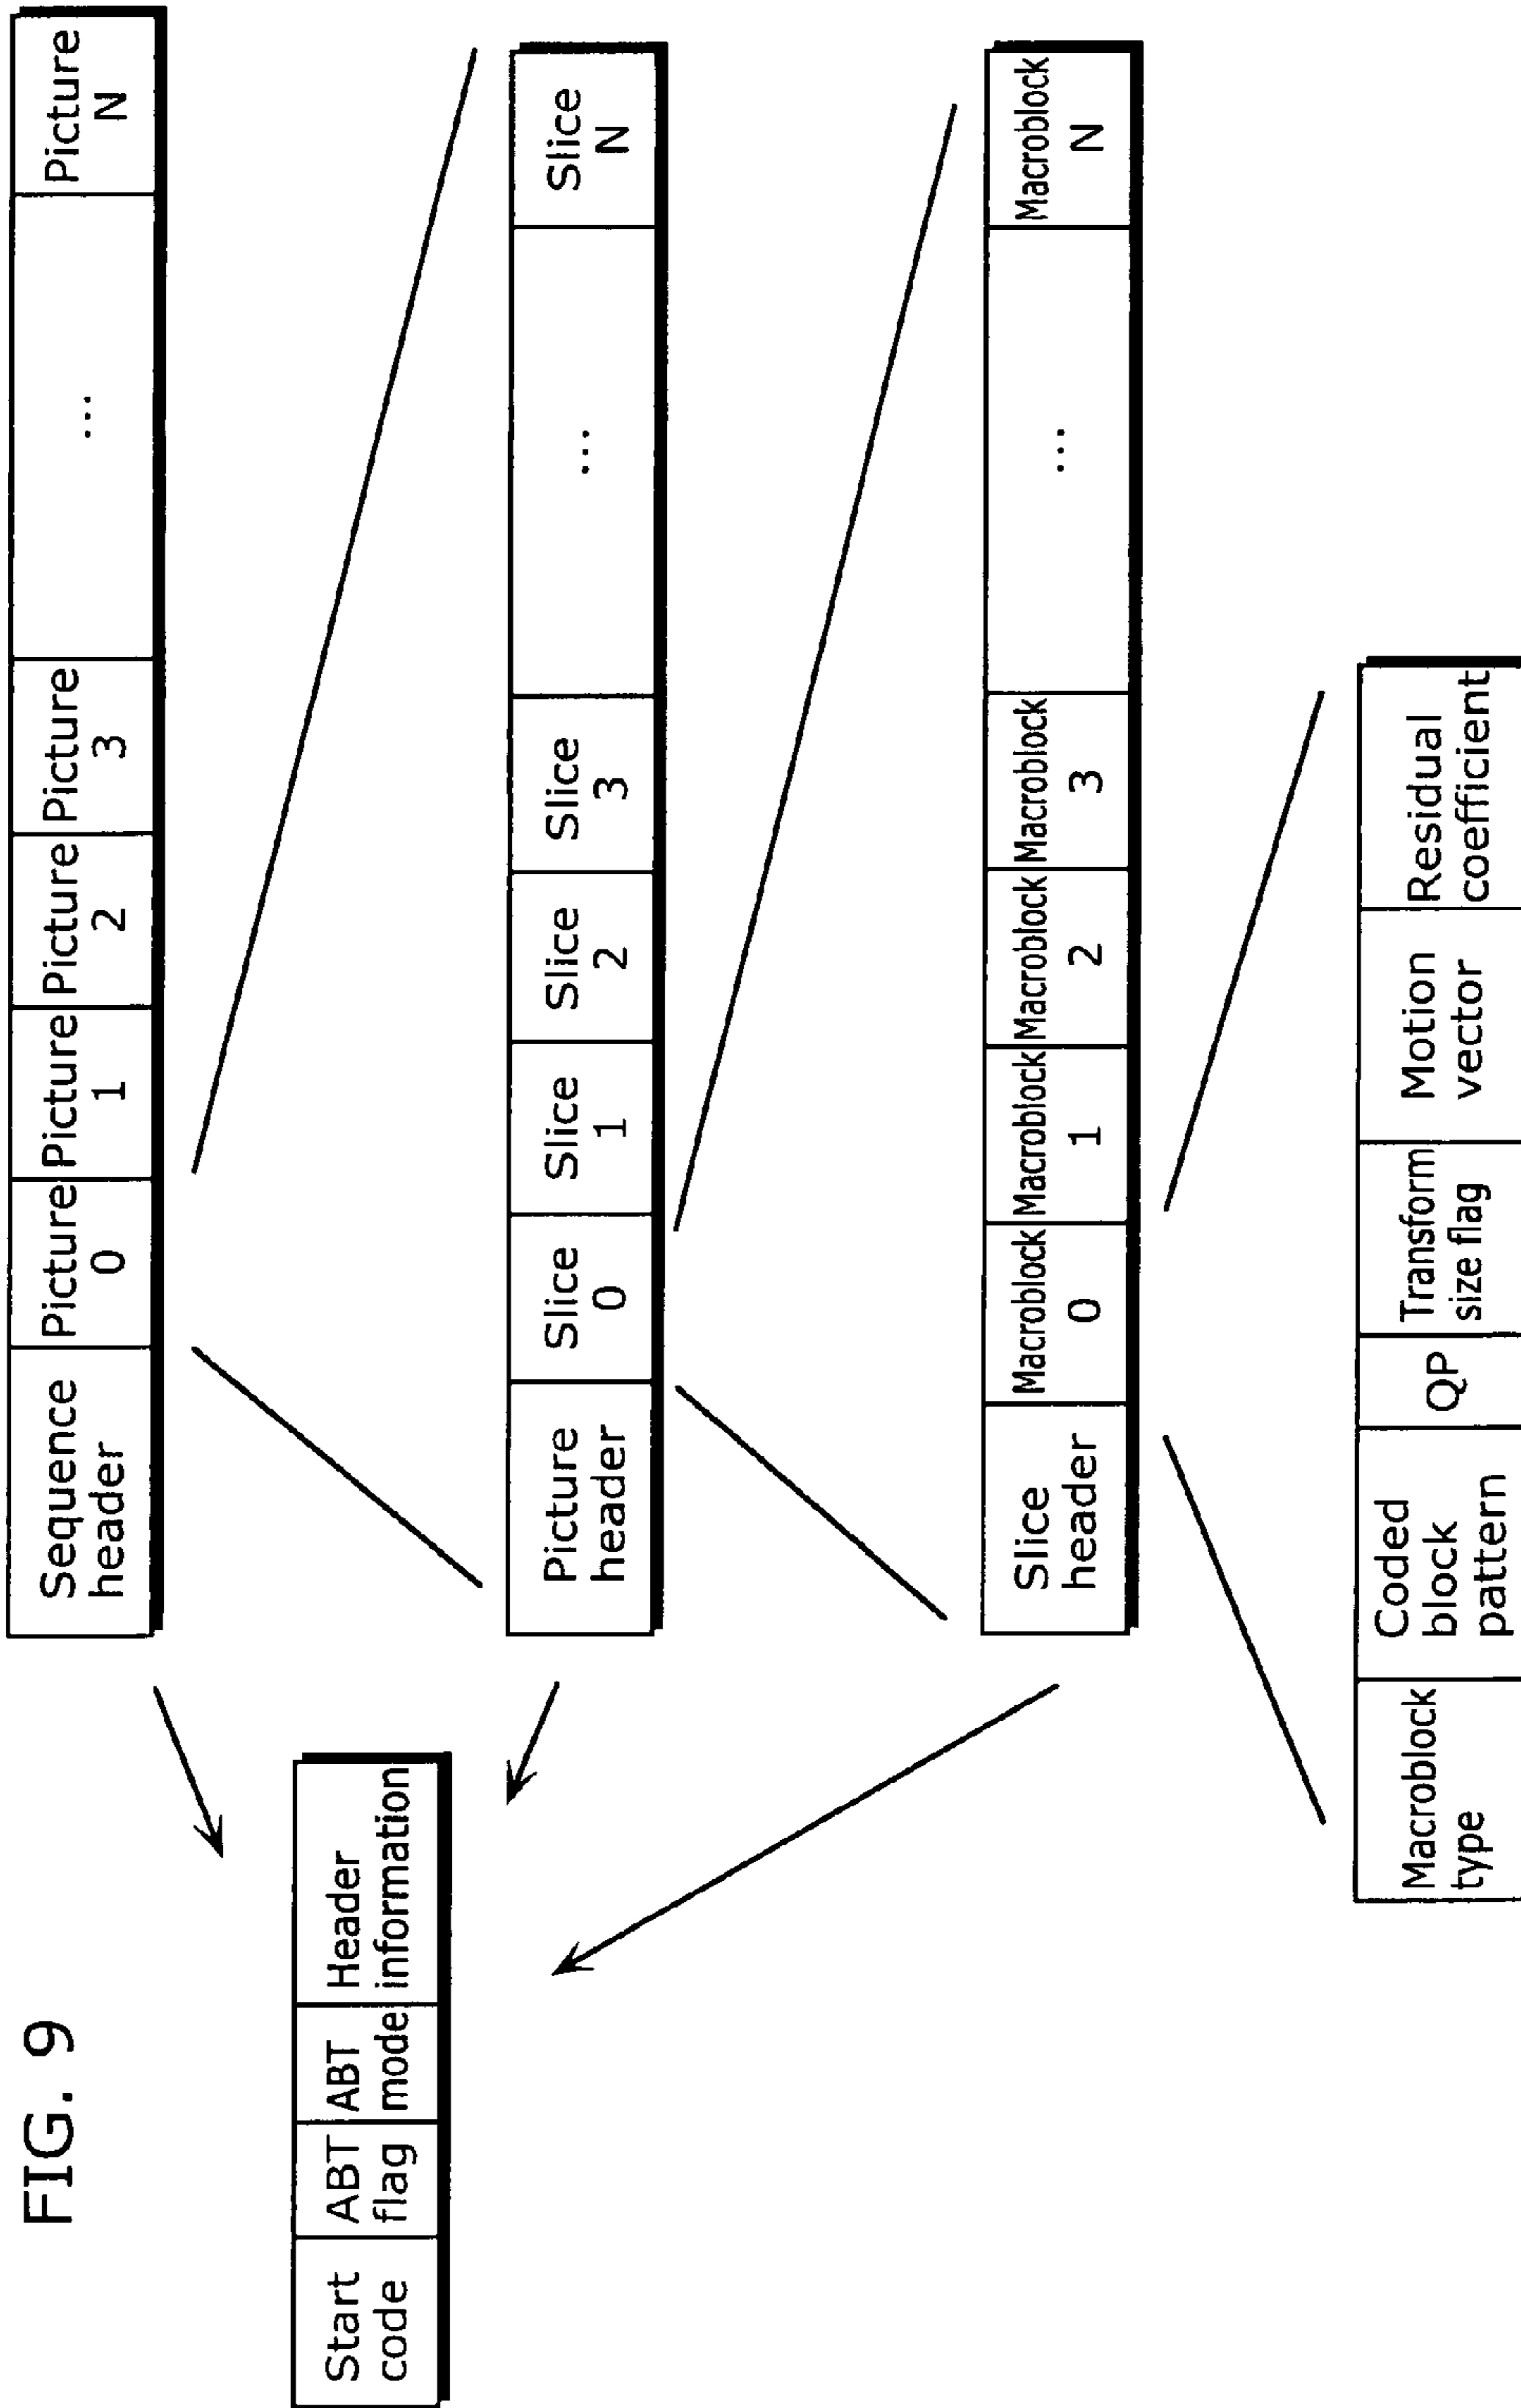 FIG. 9
Sequence
header
Picture
0
Picture
1
Picture
2
Picture
3
...
Picture
N
Start
code
ABT
flag
ABT
mode
Header
information
Picture
header
Slice
0
Slice
1
Slice
2
Slice
3
...
Slice
N
Slice
header
Macroblock
0
Macroblock
1
Macroblock
2
Macroblock
3
...
Macroblock
N
Macroblock
type
Coded
block
pattern
QP
Transform
size flag
Motion
vector
Residual
coefficient